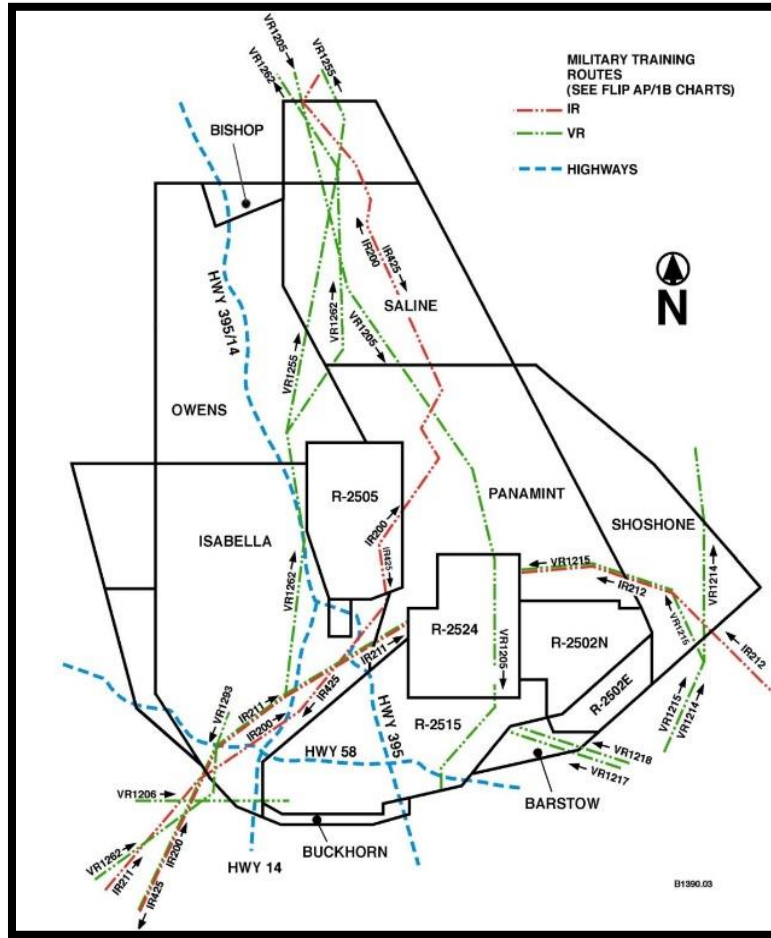 VR1205
VR1262
VR1255
MILITARY TRAINING
ROUTES
(SEE FLIP AP/1B CHARTS)
IR
VR
HIGHWAYS
BISHOP
N
HWY 395/14
IR200
IR425
SALINE
VR1262
VR1205
VR1255
OWENS
R-2505
PANAMINT
SHOSHONE
ISABELLA
IR200
IR425
VR1262
VR1215
IR212
VR1214
R-2524
R-2502N
VR1215
IR211
VR1205
IR212
R-2502E
IR425
IR211
VR1293
IR200
HWY 395
R-2515
VR1215
VR1214
HWY 58
VR1218
VR1217
BARSTOW
VR1206
VR1262
IR211
IR200
IR425
HWY 14
BUCKHORN
B1390.03